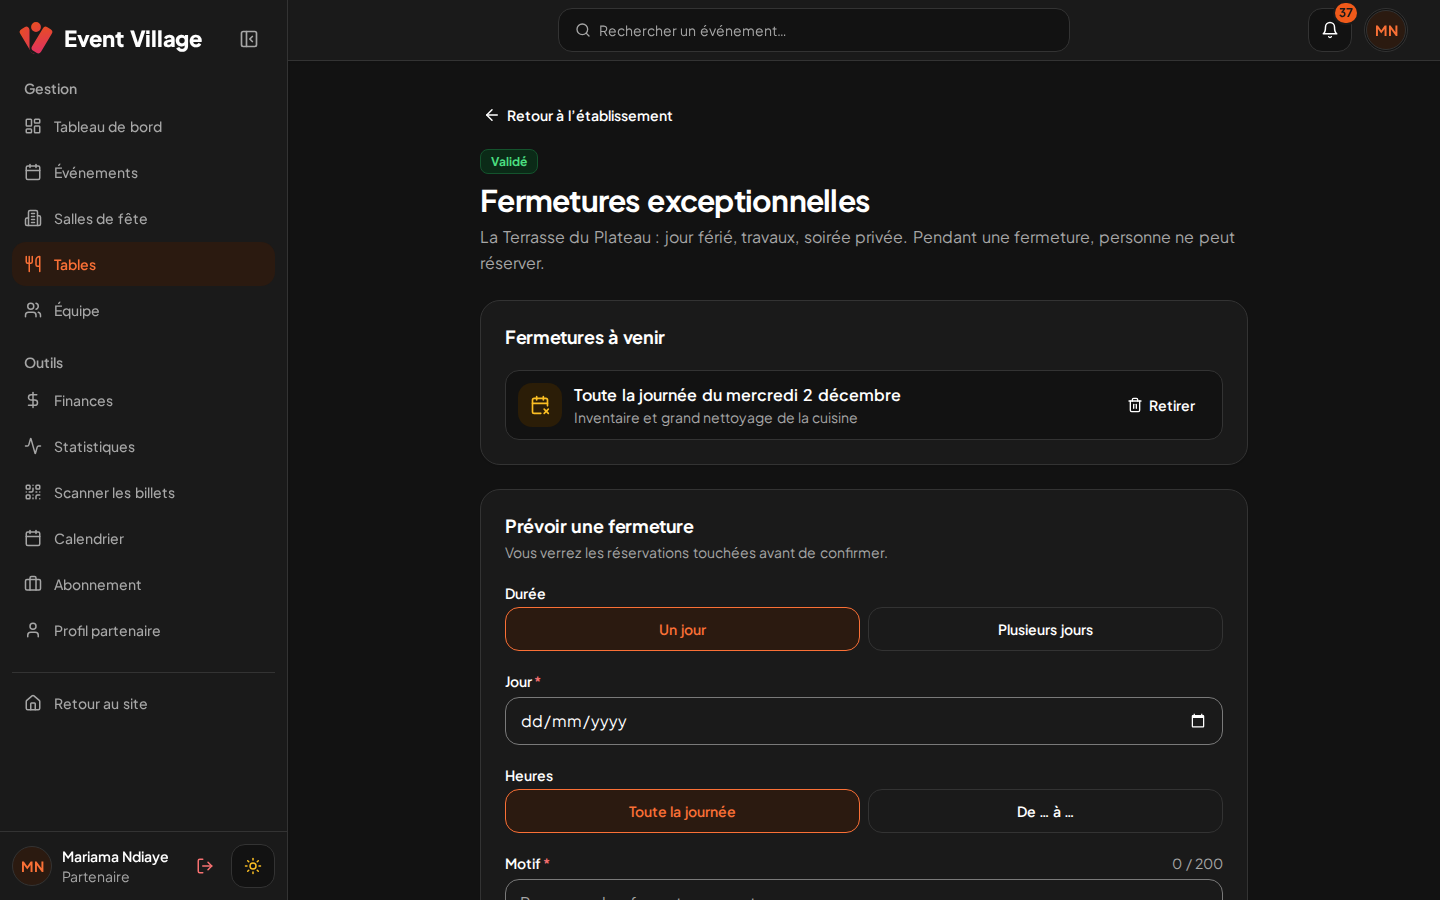 Event Village
Rechercher un événement...
37
MN
Gestion
Tableau de bord
Événements
Salles de fête
Tables
Équipe
Outils
Finances
Statistiques
Scanner les billets
Calendrier
Abonnement
Profil partenaire
Retour au site
MN
Mariama Ndiaye
Partenaire
Retour à l'établissement
Validé
Fermetures exceptionnelles
La Terrasse du Plateau : jour férié, travaux, soirée privée. Pendant une fermeture, personne ne peut
réserver.
Fermetures à venir
Toute la journée du mercredi 2 décembre
Inventaire et grand nettoyage de la cuisine
Retirer
Prévoir une fermeture
Vous verrez les réservations touchées avant de confirmer.
Durée
Un jour
Plusieurs jours
Jour *
dd/mm/yyyy
Heures
Toute la journée
De ... à ...
Motif *
0 / 200